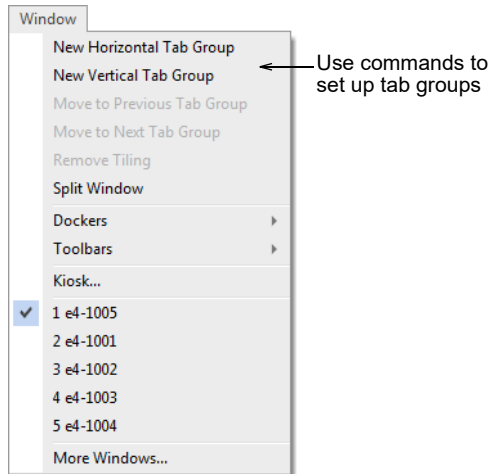 Window
New Horizontal Tab Group
New Vertical Tab Group
Use commands to
set up tab groups
Move to Previous Tab Group
Move to Next Tab Group
Remove Tiling
Split Window
Dockers
Toolbars
Kiosk...
1 e4-1005
2 e4-1001
3 e4-1002
4 e4-1003
5 e4-1004
More Windows...